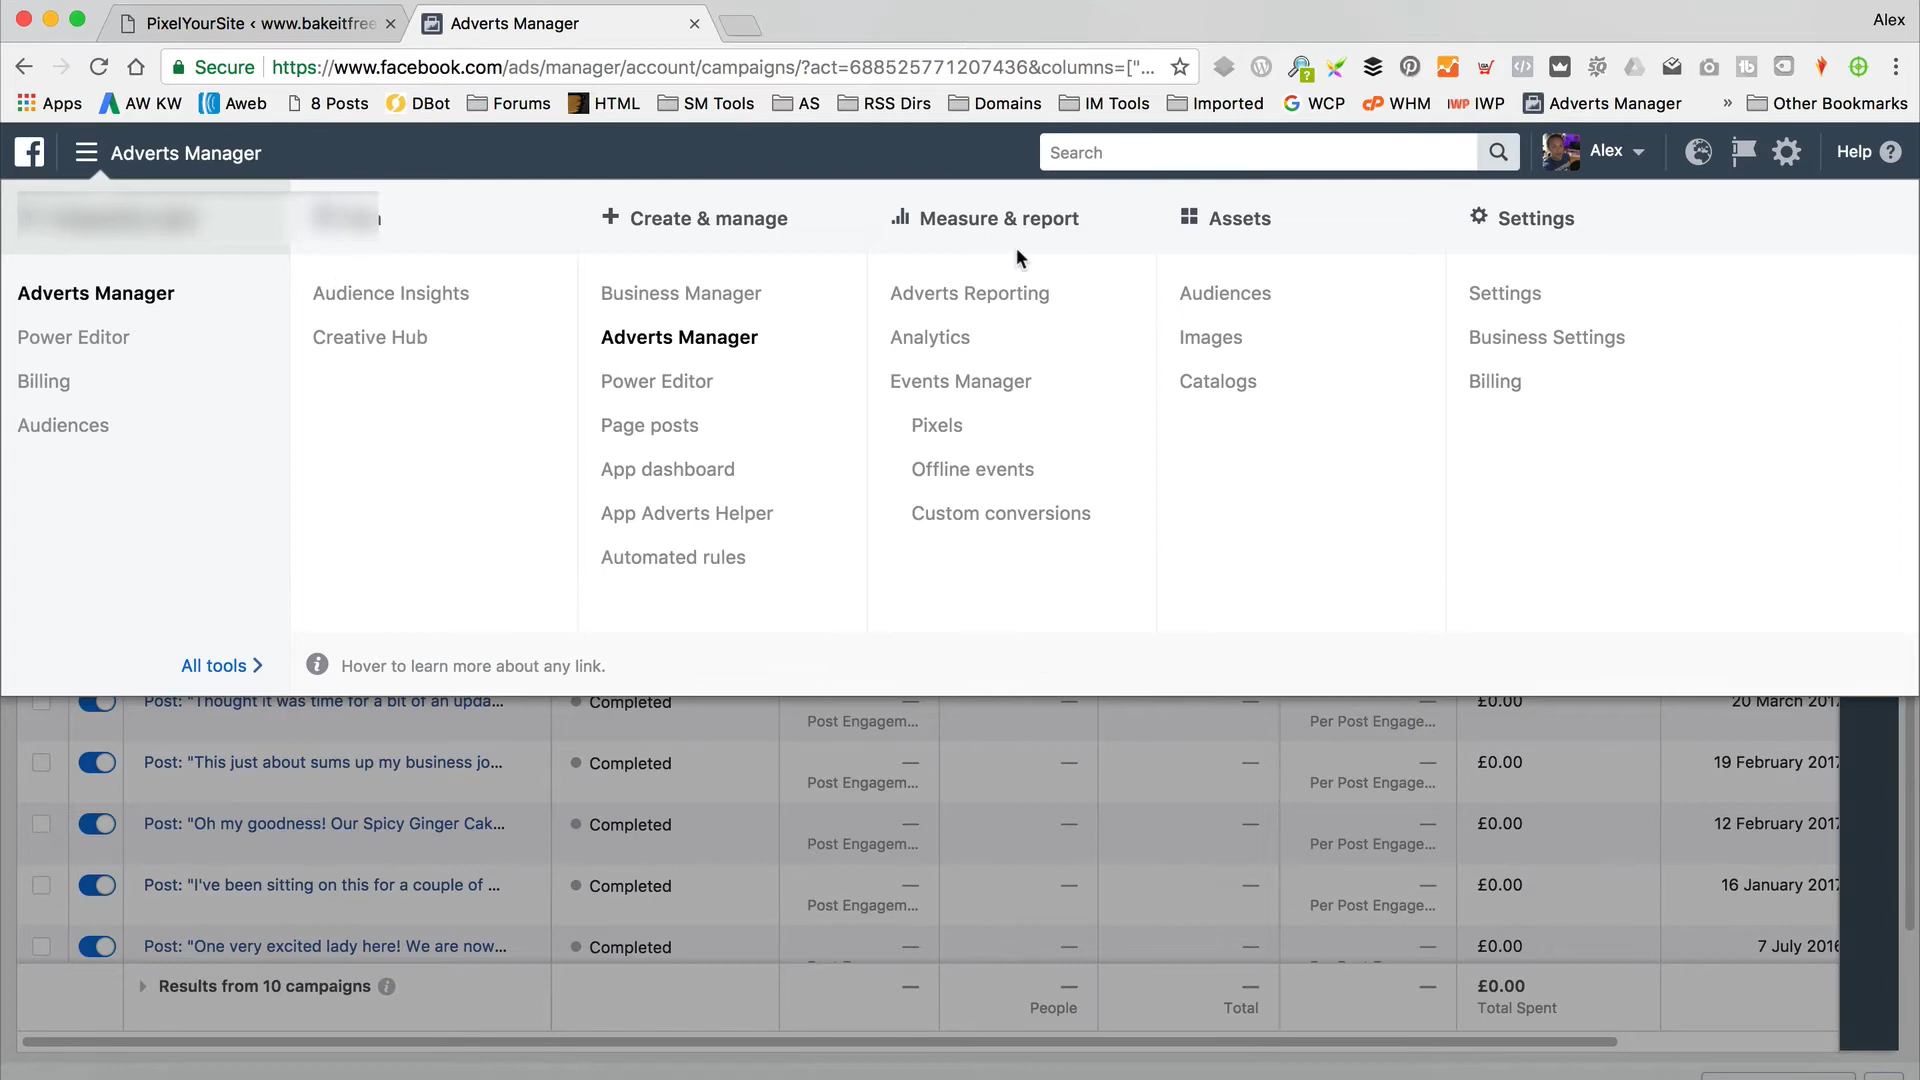 PixelYourSite ‹ www.bakeitfree
Adverts Manager
Alex
Secure
https://www.facebook.com/ads/manager/account/campaigns/?act=688525771207436&columns=["...
Apps
AW KW
Aweb
8 Posts
DBot
Forums
HTML
SM Tools
AS
RSS Dirs
Domains
IM Tools
Imported
WCP
WHM
IWP IWP
Adverts Manager
»
Other Bookmarks
Adverts Manager
Search
Alex
Help
Create & manage
Measure & report
Assets
Settings
Adverts Manager
Power Editor
Billing
Audiences
All tools
Audience Insights
Creative Hub
Business Manager
Adverts Manager
Power Editor
Page posts
App dashboard
App Adverts Helper
Automated rules
Adverts Reporting
Analytics
Events Manager
Pixels
Offline events
Custom conversions
Audiences
Images
Catalogs
Settings
Business Settings
Billing
Hover to learn more about any link.
Post: "Thought it was time for a bit of an upda...
Completed
—
Post Engagem...
—
—
—
Per Post Engage...
£0.00
20 March 2017
Post: "This just about sums up my business jo...
Completed
—
Post Engagem...
—
—
—
Per Post Engage...
£0.00
19 February 2017
Post: "Oh my goodness! Our Spicy Ginger Cak...
Completed
—
Post Engagem...
—
—
—
Per Post Engage...
£0.00
12 February 2017
Post: "I've been sitting on this for a couple of ...
Completed
—
Post Engagem...
—
—
—
Per Post Engage...
£0.00
16 January 2017
Post: "One very excited lady here! We are now...
Completed
—
—
—
—
£0.00
7 July 2016
Results from 10 campaigns
—
—
People
—
Total
—
£0.00
Total Spent